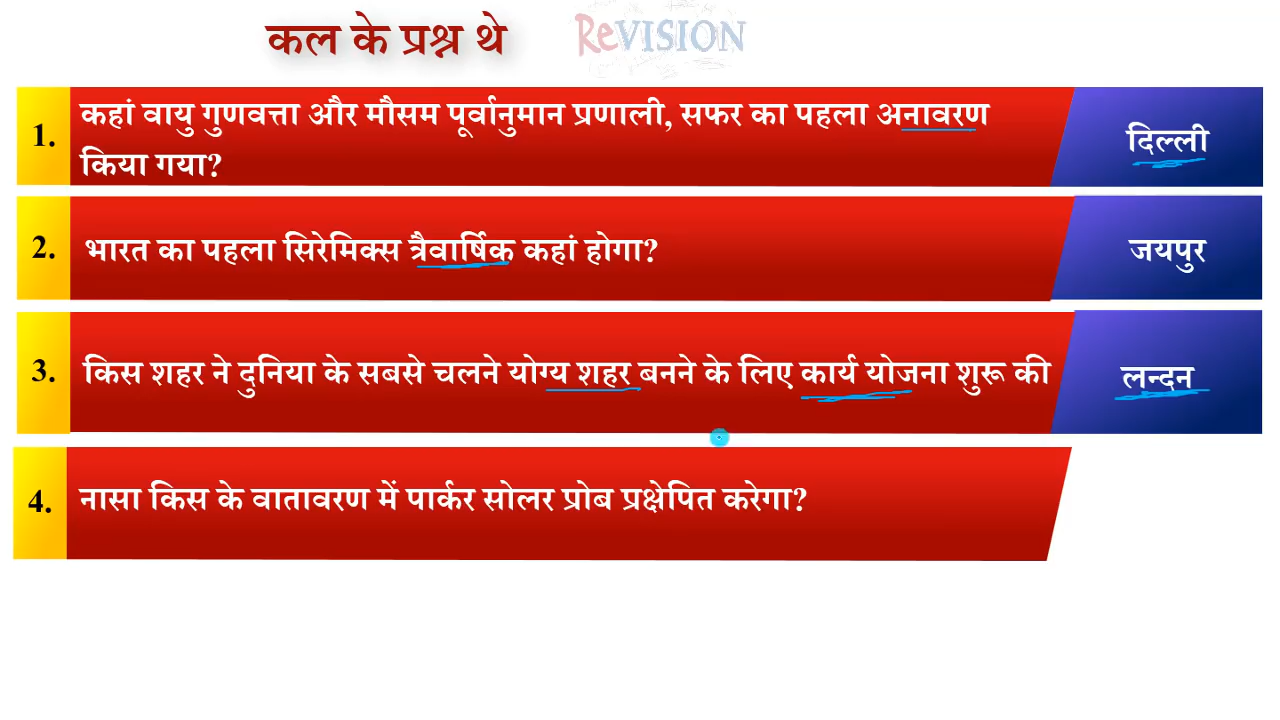 कल के प्रश्न थे
ReVISION
1.
कहां वायु गुणवत्ता और मौसम पूर्वानुमान प्रणाली, सफर का पहला अनावरण
किया गया?
दिल्ली
2.
भारत का पहला सिरेमिक्स त्रैवार्षिक कहां होगा?
जयपुर
3.
किस शहर ने दुनिया के सबसे चलने योग्य शहर बनने के लिए कार्य योजना शुरू की
लन्दन
4.
नासा किस के वातावरण में पार्कर सोलर प्रोब प्रक्षेपित करेगा?